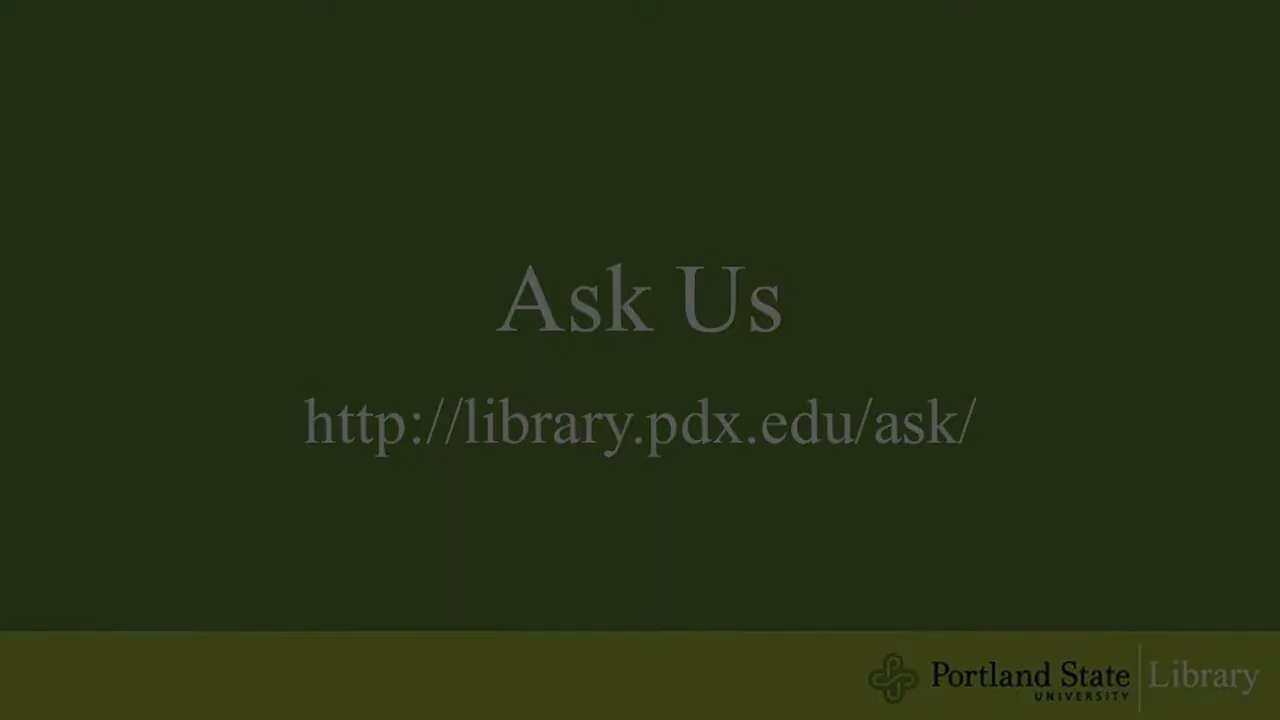 Ask Us
http://library.pdx.edu/ask/
Portland State
UNIVERSITY
Library